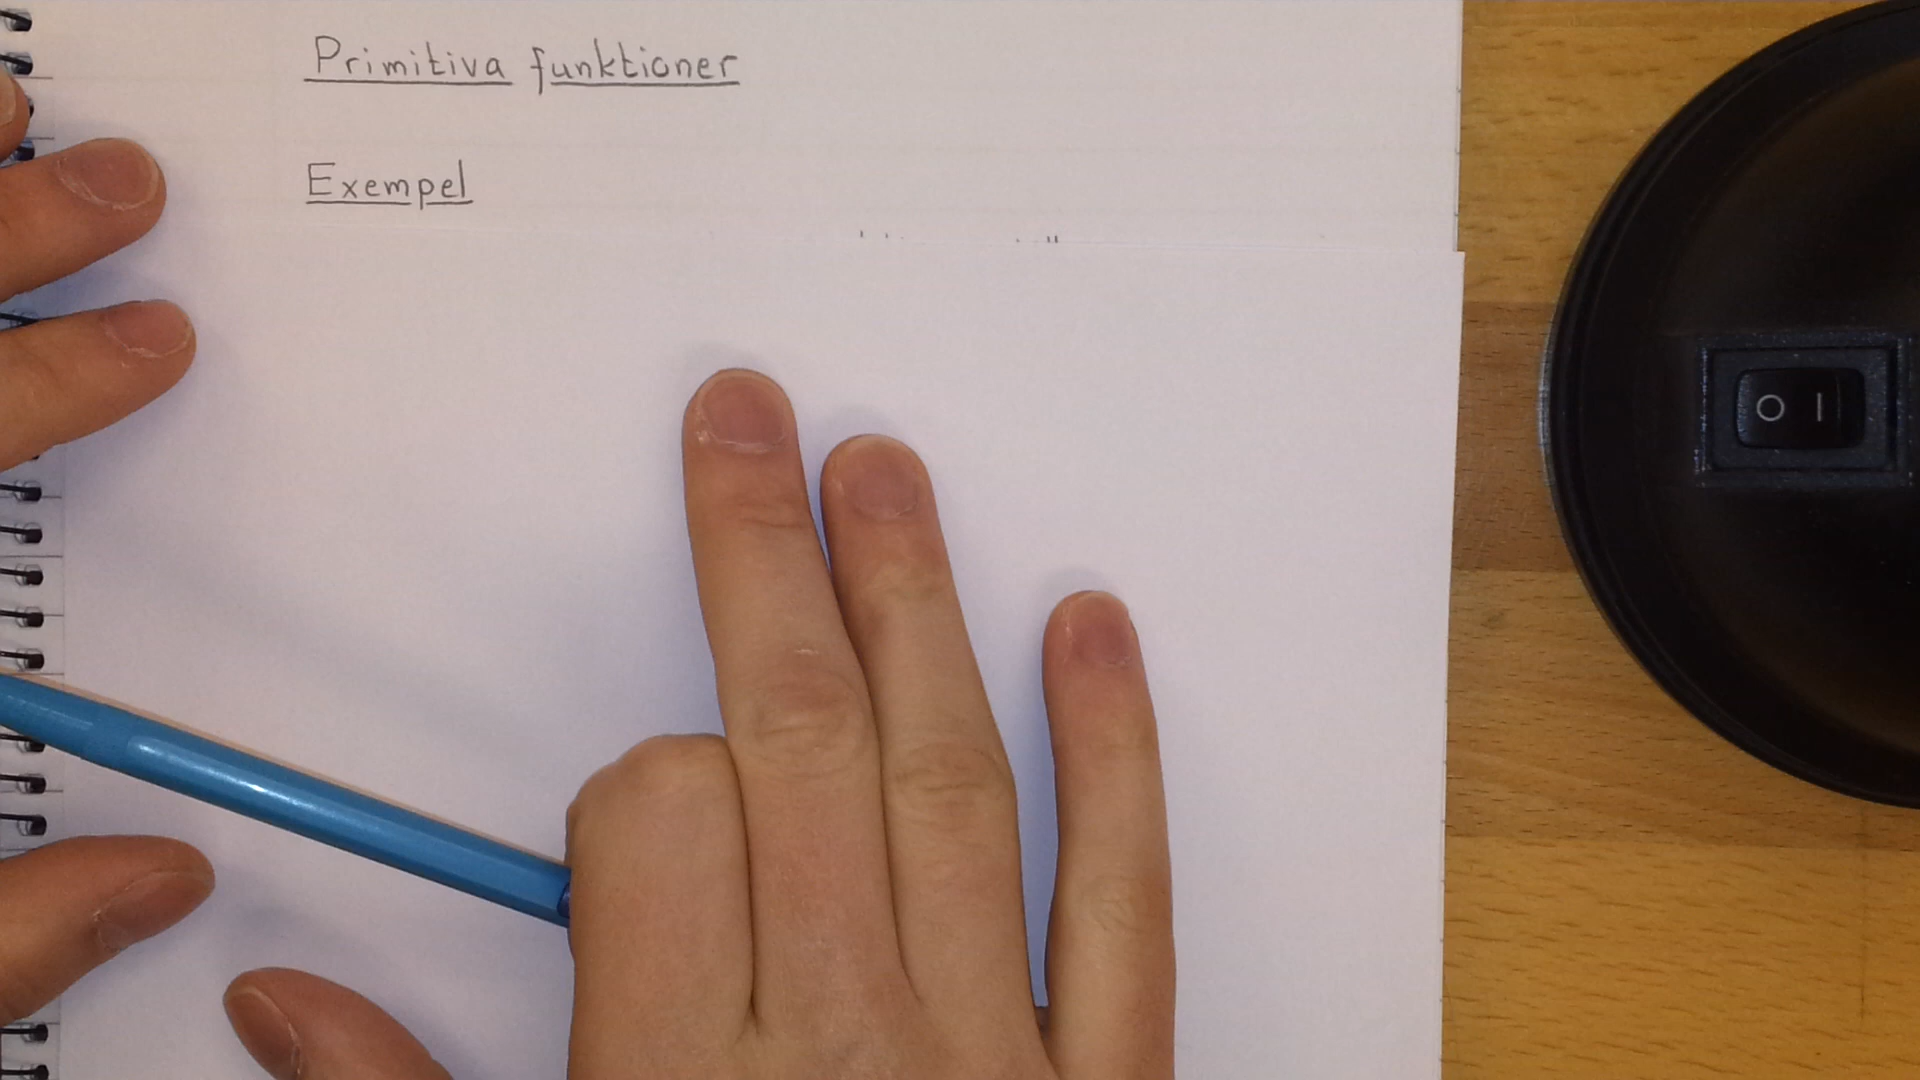 Primitiva funktioner
Exempel
O I